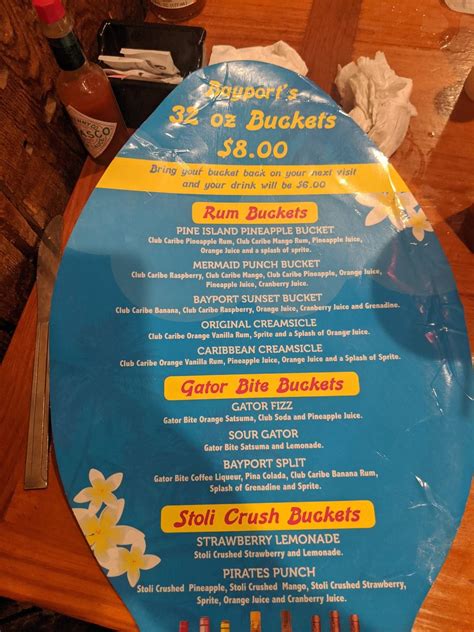 TABASCO
Bayport's
32 oz Buckets
$8.00
Bring your bucket back on your next visit
and your drink will be $6.00
Rum Buckets
PINE ISLAND PINEAPPLE BUCKET
Club Caribe Pineapple Rum, Club Caribe Mango Rum, Pineapple Juice,
Orange Juice and a splash of sprite.
MERMAID PUNCH BUCKET
Club Caribe Raspberry, Club Caribe Mango, Club Caribe Pineapple, Orange Juice,
Pineapple Juice, Cranberry Juice.
BAYPORT SUNSET BUCKET
Club Caribe Banana, Club Caribe Raspberry, Orange Juice, Cranberry Juice and Grenadine.
ORIGINAL CREAMSICLE
Club Caribe Orange Vanilla Rum, Sprite and a Splash of Orange Juice.
CARIBBEAN CREAMSICLE
Club Caribe Orange Vanilla Rum, Pineapple Juice, Orange Juice and a Splash of Sprite.
Gator Bite Buckets
GATOR FIZZ
Gator Bite Orange Satsuma, Club Soda and Pineapple Juice.
SOUR GATOR
Gator Bite Satsuma and Lemonade.
BAYPORT SPLIT
Gator Bite Coffee Liqueur, Pina Colada, Club Caribe Banana Rum,
Splash of Grenadine and Sprite.
Stoli Crush Buckets
STRAWBERRY LEMONADE
Stoli Crushed Strawberry and Lemonade.
PIRATES PUNCH
Stoli Crushed Pineapple, Stoli Crushed Mango, Stoli Crushed Strawberry,
Sprite, Orange Juice and Cranberry Juice.